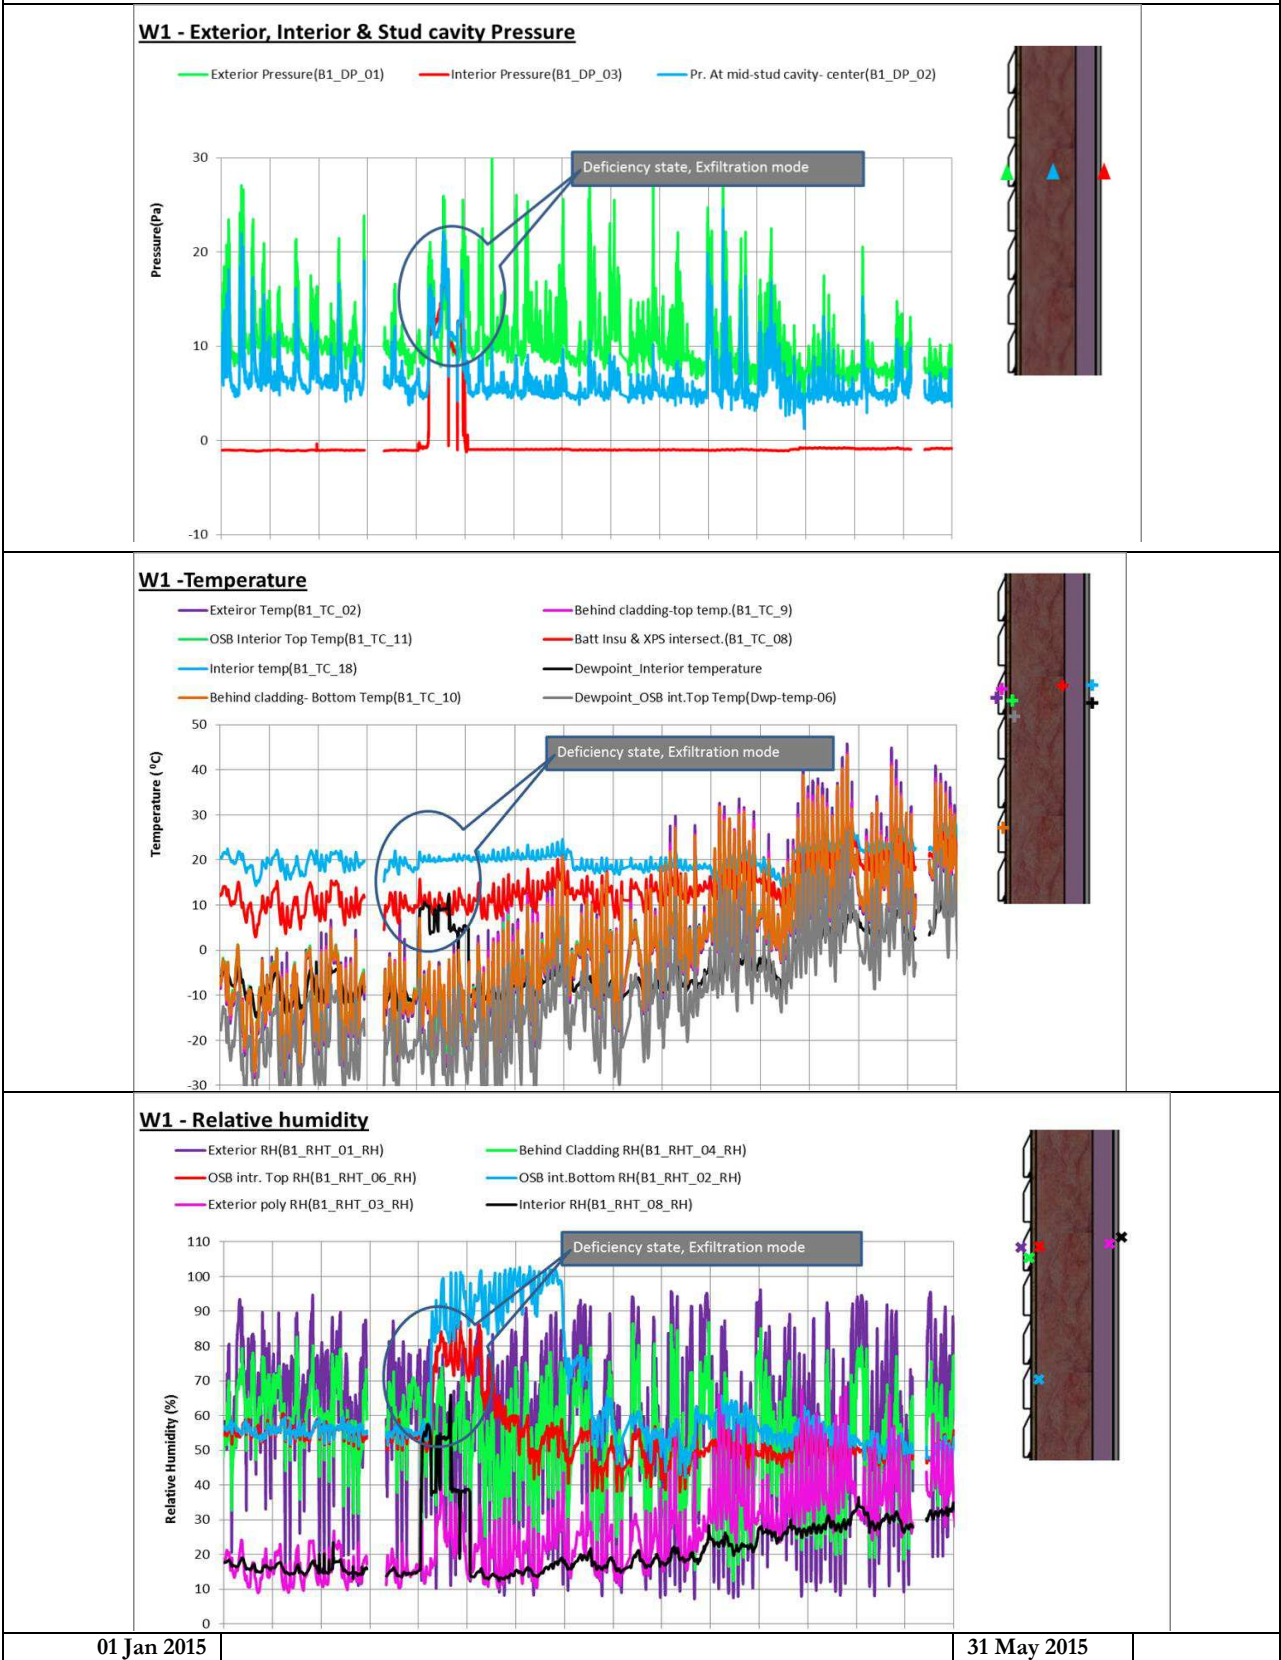 W1 - Exterior, Interior & Stud cavity Pressure
Exterior Pressure(B1_DP_01) Interior Pressure(B1_DP_03) Pr. At mid-stud cavity- center(B1_DP_02)
Deficiency state, Exfiltration mode
Pressure(Pa)
30
20
10
0
-10
W1 -Temperature
Exteiror Temp(B1_TC_02) Behind cladding-top temp.(B1_TC_9)
OSB Interior Top Temp(B1_TC_11) Batt Insu & XPS intersect.(B1_TC_08)
Interior temp(B1_TC_18) Dewpoint_Interior temperature
Behind cladding- Bottom Temp(B1_TC_10) Dewpoint_OSB int.Top Temp(Dwp-temp-06)
Deficiency state, Exfiltration mode
Temperature (⁰C)
50
40
30
20
10
0
-10
-20
-30
W1 - Relative humidity
Exterior RH(B1_RHT_01_RH) Behind Cladding RH(B1_RHT_04_RH)
OSB intr. Top RH(B1_RHT_06_RH) OSB int.Bottom RH(B1_RHT_02_RH)
Exterior poly RH(B1_RHT_03_RH) Interior RH(B1_RHT_08_RH)
Deficiency state, Exfiltration mode
Relative Humidity (%)
110
100
90
80
70
60
50
40
30
20
10
0
01 Jan 2015 31 May 2015